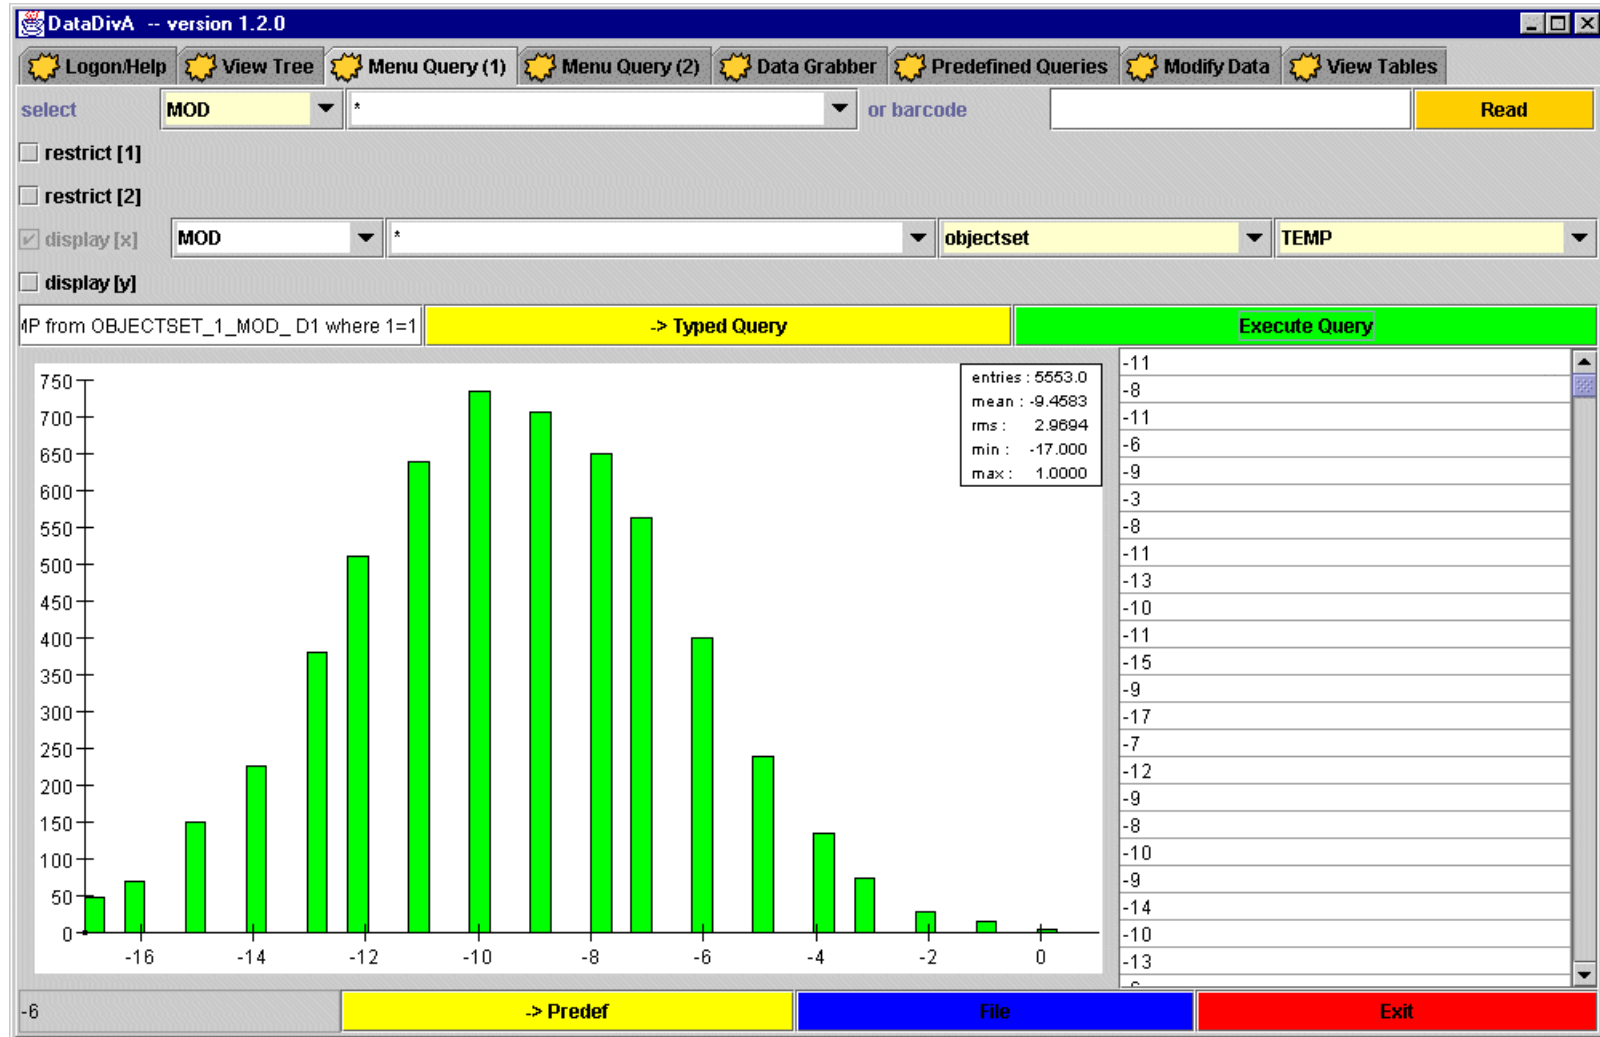 DataDivA -- version 1.2.0
Logon/Help View Tree Menu Query (1) Menu Query (2) Data Grabber Predefined Queries Modify Data View Tables
select MOD * or barcode Read
restrict [1]
restrict [2]
display [x] MOD * objectset TEMP
display [y]
MP from OBJECTSET_1_MOD_ D1 where 1=1 -> Typed Query Execute Query
750
700
650
600
550
500
450
400
350
300
250
200
150
100
50
0
-16 -14 -12 -10 -8 -6 -4 -2 0
entries : 5553.0
mean : -9.4583
rms : 2.9694
min : -17.000
max : 1.0000
-11
-8
-11
-6
-9
-3
-8
-11
-13
-10
-11
-15
-9
-17
-7
-12
-9
-8
-10
-9
-14
-10
-13
-6 -> Predef File Exit